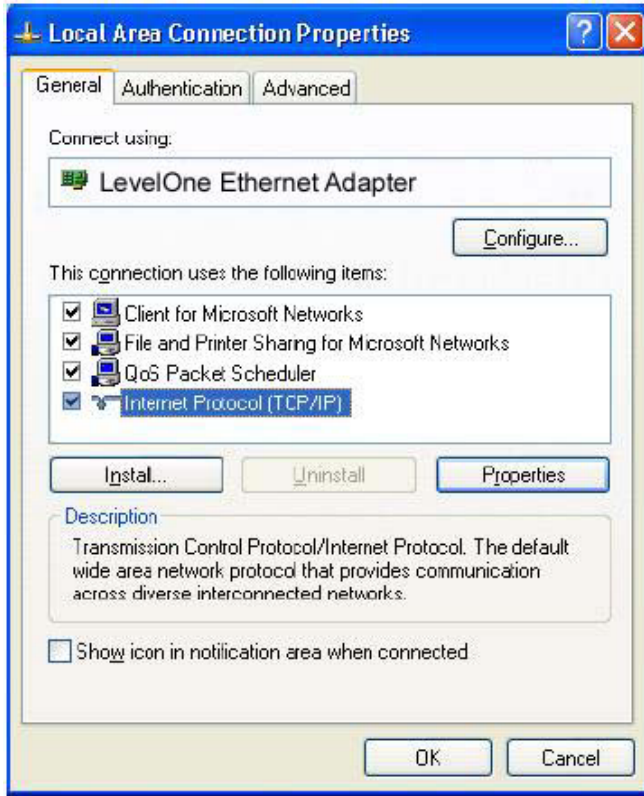 Local Area Connection Properties
General
Authentication
Advanced
Connect using:
LevelOne Ethernet Adapter
Configure...
This connection uses the following items:
Client for Microsoft Networks
File and Printer Sharing for Microsoft Networks
QoS Packet Scheduler
Internet Protocol (TCP/IP)
Instal...
Uninstall
Properties
Description
Transmission Control Protocol/Internet Protocol. The default
wide area network protocol that provides communication
across diverse interconnected networks.
Show icon in notilication area when connected
OK
Cancel